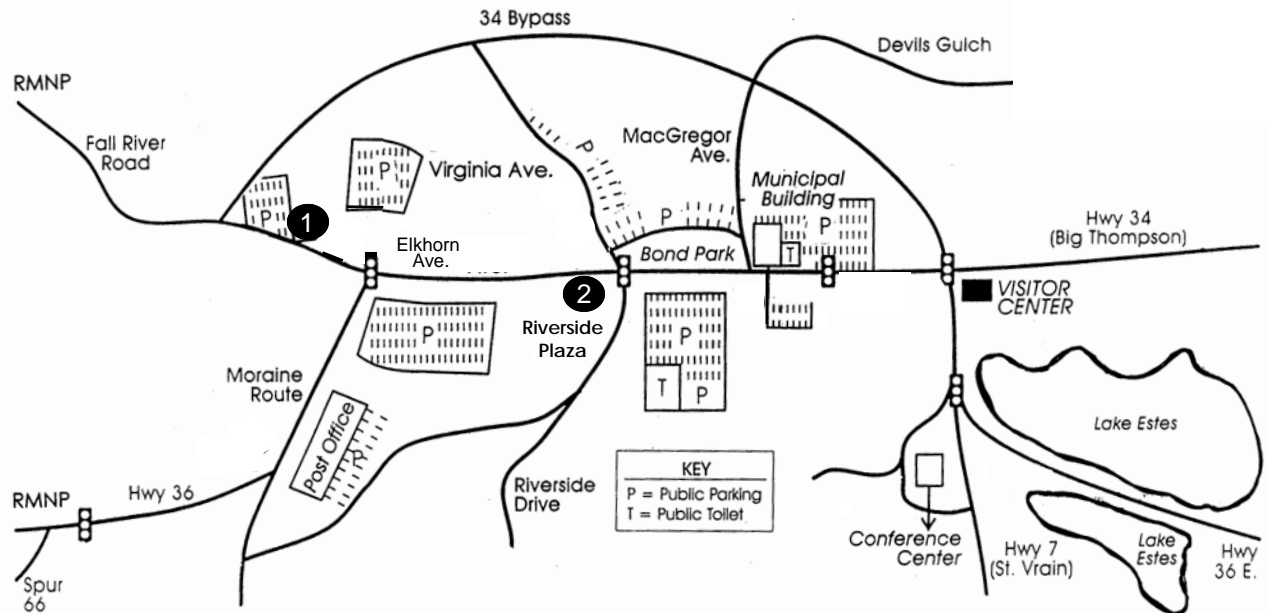 34 Bypass
Devils Gulch
RMNP
Fall River
Road
P
MacGregor
Ave.
P
Virginia Ave.
Municipal
Building
P
P
1
P
Hwy 34
(Big Thompson)
Elkhorn
Ave.
Bond Park
T
2
VISITOR
CENTER
Riverside
Plaza
P
P
Moraine
Route
T
P
Post Office
P
Lake Estes
KEY
P = Public Parking
T = Public Toilet
RMNP
Hwy 36
Riverside
Drive
Conference
Center
Hwy 7
(St. Vrain)
Lake
Estes
Hwy
36 E.
Spur
66